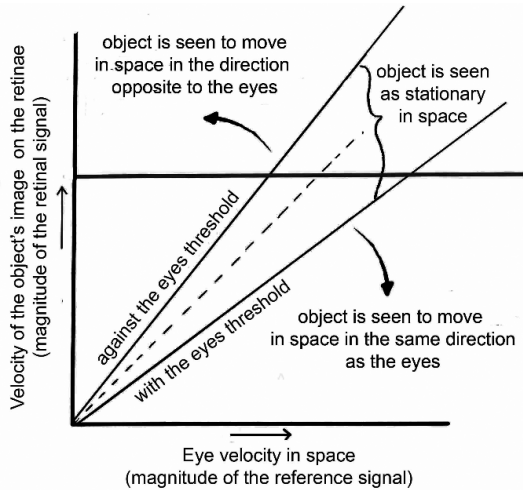 object is seen to move
in space in the direction
opposite to the eyes
object is seen
as stationary
in space
Velocity of the object's image on the retinae
(magnitude of the retinal signal)
against the eyes threshold
with the eyes threshold
object is seen to move
in space in the same direction
as the eyes
Eye velocity in space
(magnitude of the reference signal)